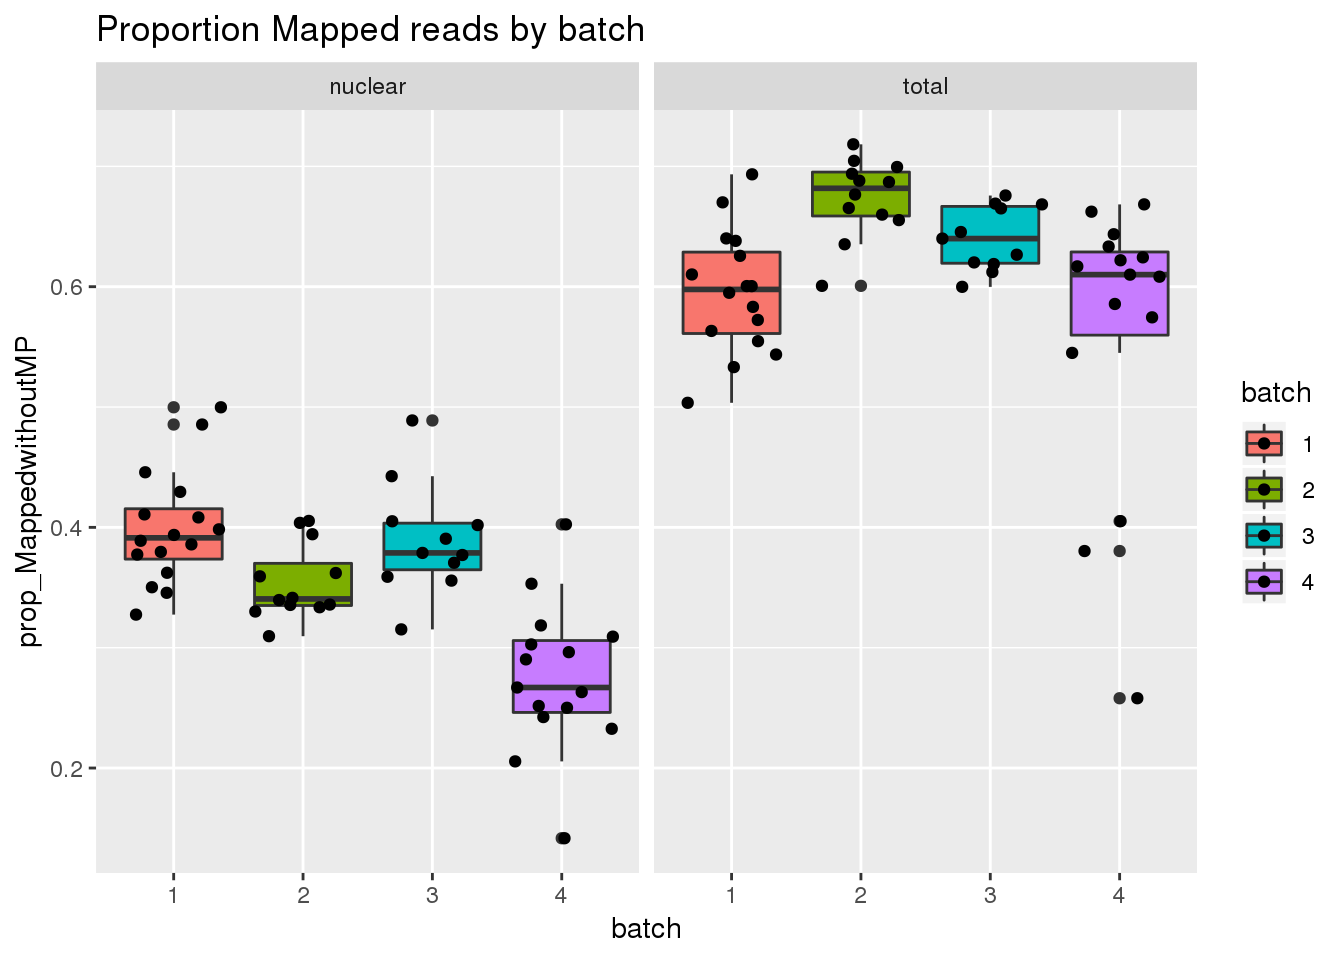 Proportion Mapped reads by batch
nuclear
total
prop_MappedwithoutMP
0.6
0.4
0.2
1 2 3 4
1 2 3 4
batch
batch
1
2
3
4